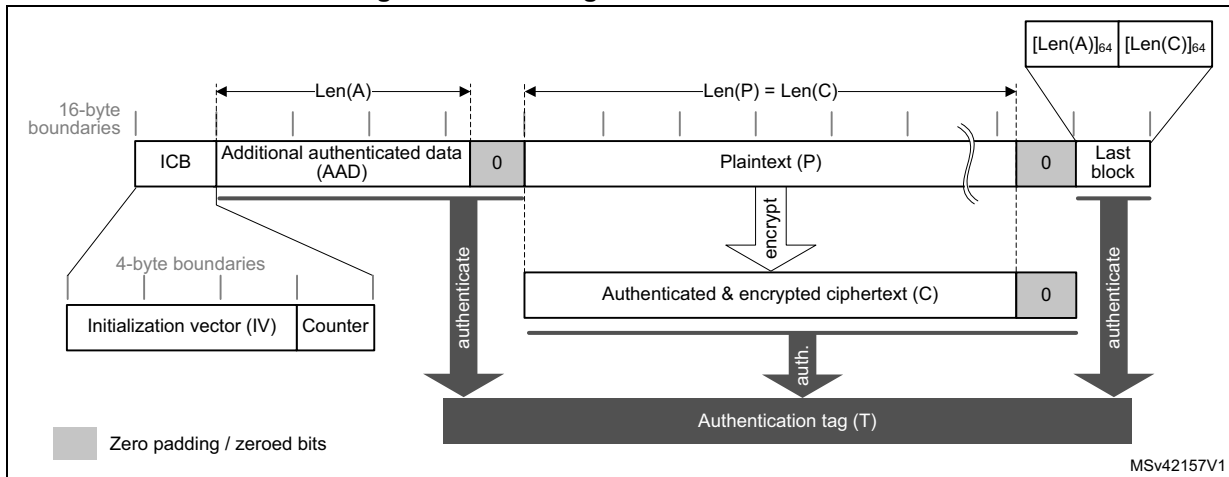 [Len(A)]64 [Len(C)]64
Len(A)
Len(P) = Len(C)
16-byte
boundaries
ICB
Additional authenticated data
(AAD)
0
Plaintext (P)
0
Last
block
encrypt
4-byte boundaries
Initialization vector (IV)
Counter
authenticate
Authenticated & encrypted ciphertext (C)
0
authenticate
auth.
Authentication tag (T)
Zero padding / zeroed bits
MSv42157V1